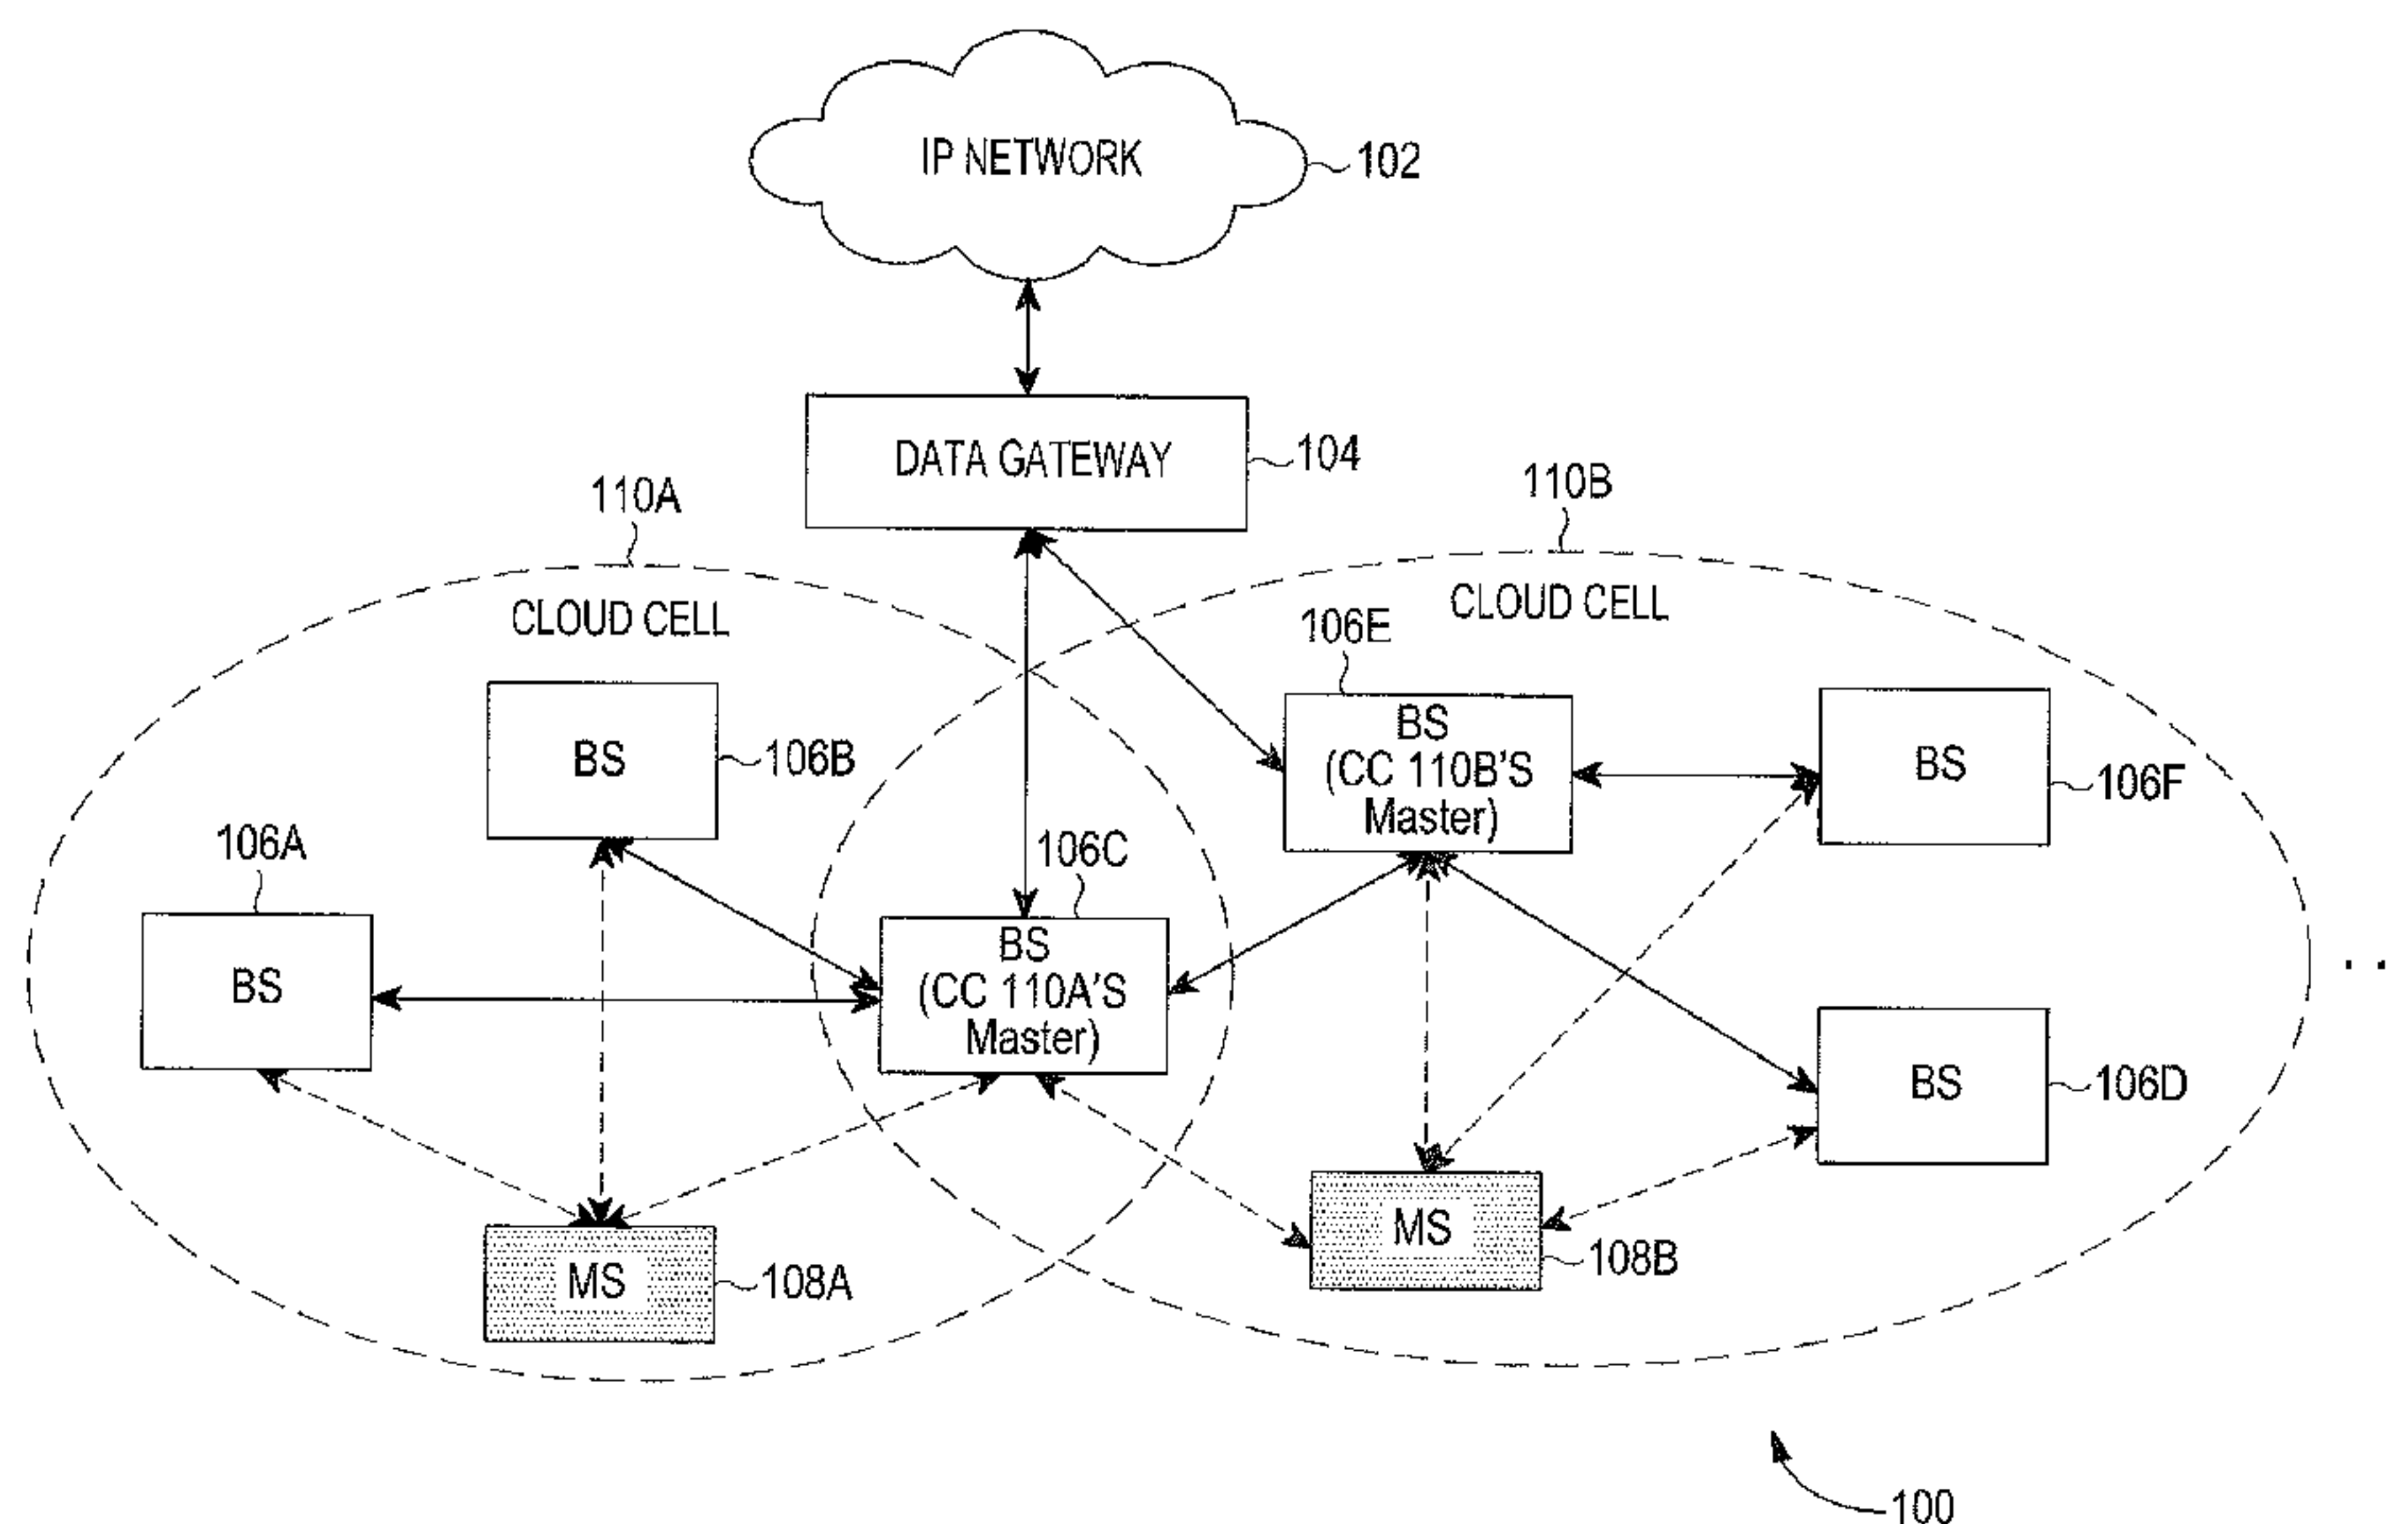 IP NETWORK
102
DATA GATEWAY
104
110A
110B
CLOUD CELL
CLOUD CELL
106E
BS
106B
BS
(CC 110B'S
Master)
BS
106F
106A
BS
106C
BS
(CC 110A'S
Master)
BS
106D
MS
108A
MS
108B
100